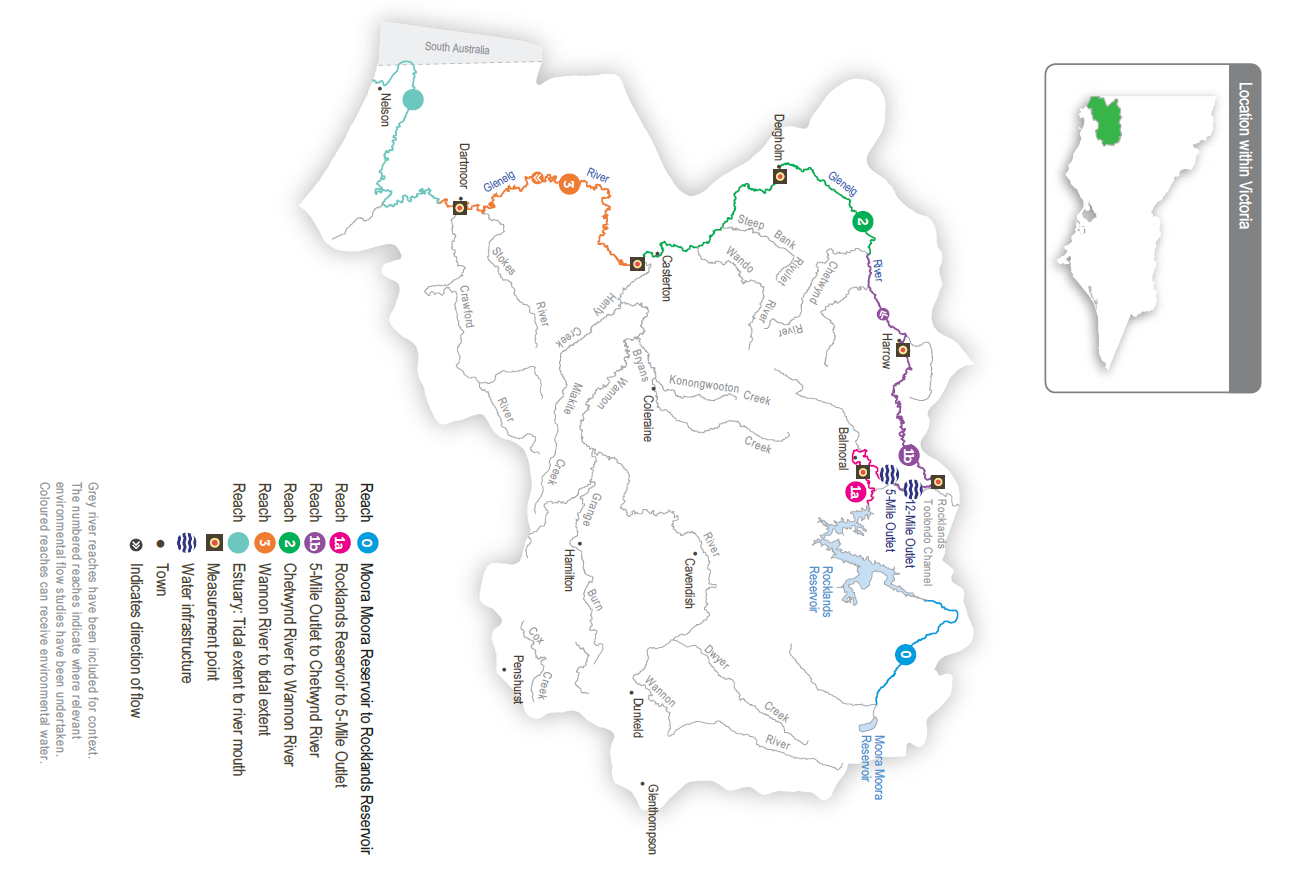 Location within Victoria
South Australia
Nelson
Dartmoor
Glenelg
River
3
Dergholm
Glenelg
2
River
Casterton
Steep Bank Rivulet
Wando River
Chetwynd River
Harrow
1b
Stokes River
Crawford River
Henty Creek
Bryans Creek
Konongwooton Creek
Coleraine
Wannon
Miakite Creek
Balmoral
1a
5-Mile Outlet
12-Mile Outlet
Rocklands
Toolondo Channel
Rocklands
Reservoir
0
Moora Moora
Reservoir
Grange Burn
Hamilton
River
Cavendish
Cox Creek
Penshurst
Dwyer Creek
Wannon River
Dunkeld
Glenthompson
Reach 0 Moora Moora Reservoir to Rocklands Reservoir
Reach 1a Rocklands Reservoir to 5-Mile Outlet
Reach 1b 5-Mile Outlet to Chetwynd River
Reach 2 Chetwynd River to Wannon River
Reach 3 Wannon River to tidal extent
Reach Estuary: Tidal extent to river mouth
Measurement point
Water infrastructure
Town
Indicates direction of flow
Grey river reaches have been included for context.
The numbered reaches indicate where relevant
environmental flow studies have been undertaken.
Coloured reaches can receive environmental water.